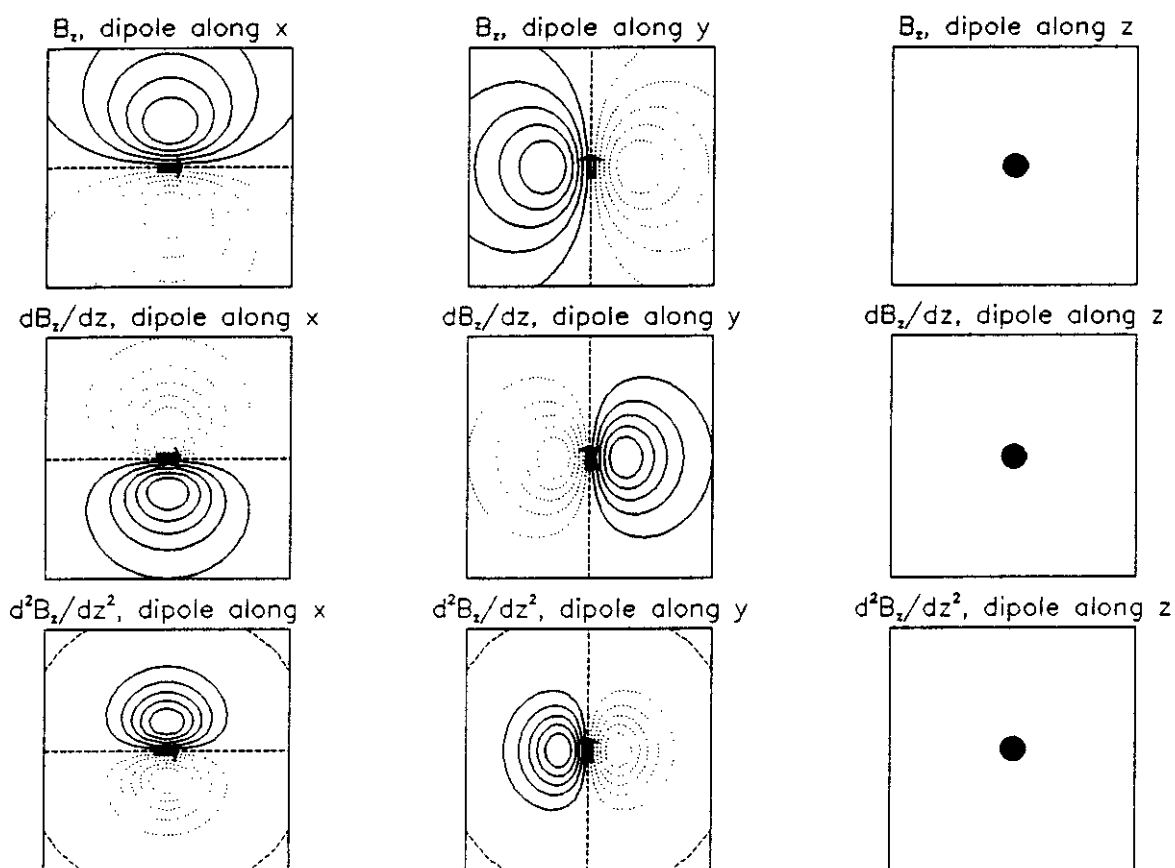 B_z, dipole along x
B_z, dipole along y
B_z, dipole along z
dB_z/dz, dipole along x
dB_z/dz, dipole along y
dB_z/dz, dipole along z
d²B_z/dz², dipole along x
d²B_z/dz², dipole along y
d²B_z/dz², dipole along z